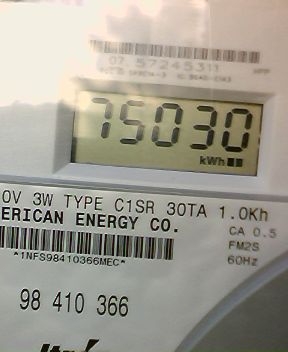 07. 57245311
75030
kWh
0V 3W TYPE C1SR 30TA 1.0Kh
ERICAN ENERGY CO.
CA 0.5
FM2S
60Hz
*1NFS98410366MEC*
98 410 366